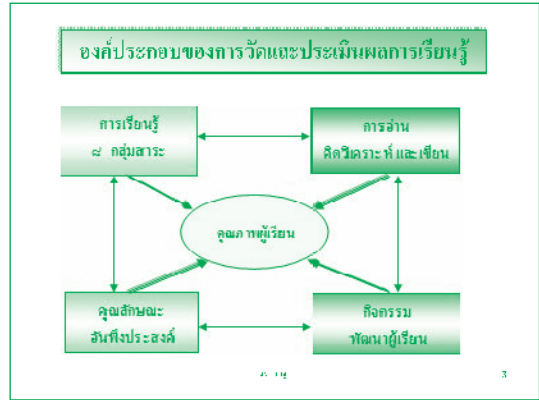 องค์ประกอบของการวัดและประเมินผลการเรียนรู้
การเรียนรู้
๘ กลุ่มสาระ
การอ่าน
คิดวิเคราะห์ และเขียน
คุณภาพผู้เรียน
คุณลักษณะ
อันพึงประสงค์
กิจกรรม
พัฒนาผู้เรียน
3